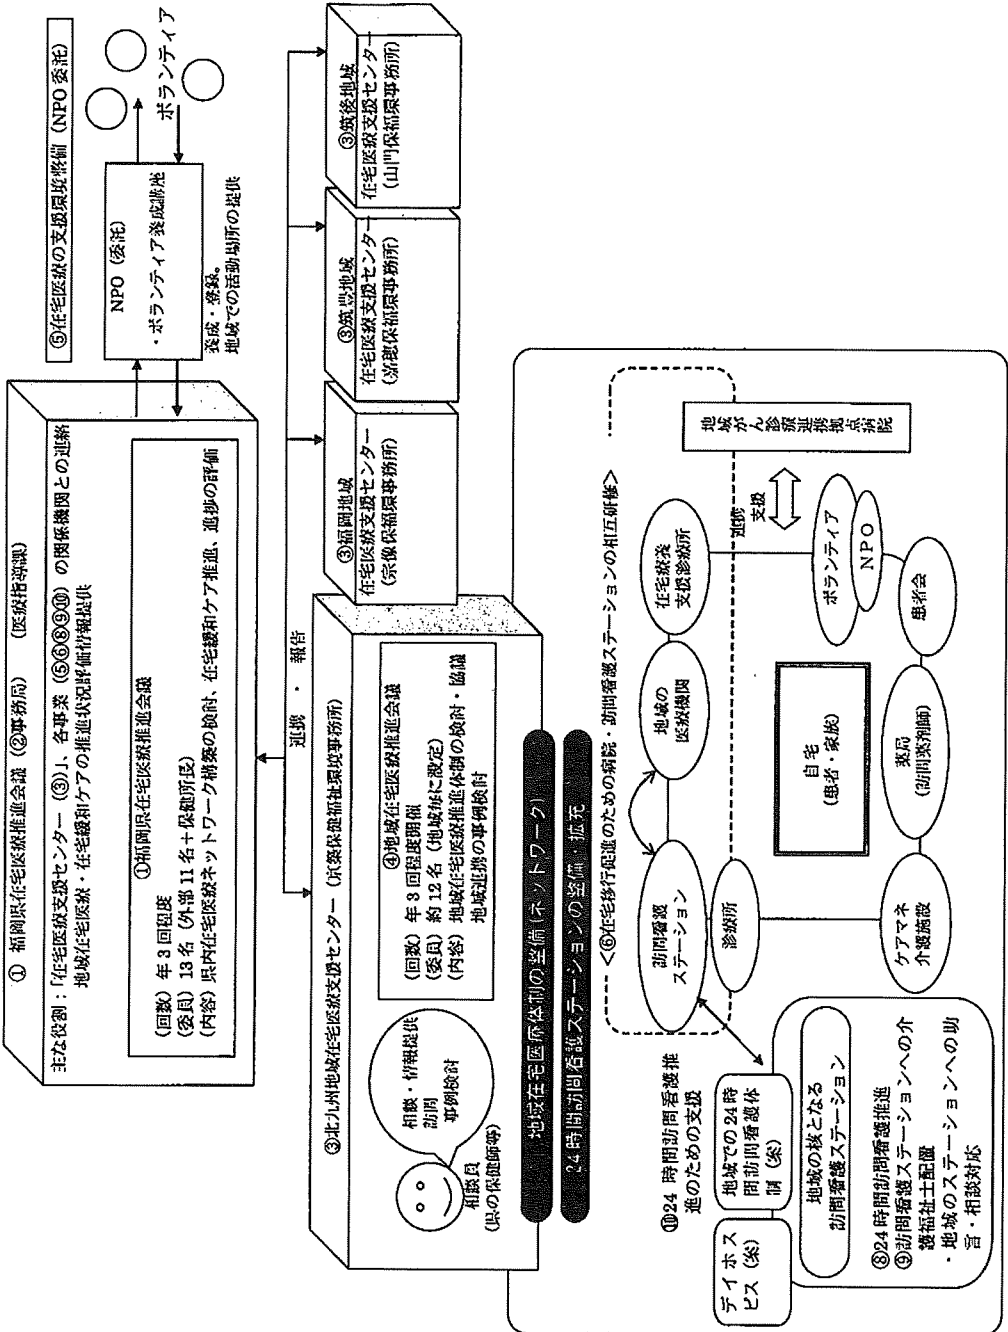 ① 福岡県在宅医療推進会議（②事務局）　（医療指導課）
主な役割；「在宅医療支援センター（③）」、各事業（⑤⑥⑧⑨⑩）の関係機関との連絡
地域在宅医療・在宅緩和ケアの推進状況評価情報提供
①福岡県在宅医療推進会議
（回数）年3回程度
（委員）13名（外部11名＋保健所長）
（内容）県内在宅医療ネットワーク構築の検討、在宅緩和ケア推進、進捗の評価
⑤在宅医療の支援環境整備（NPO委託）
NPO（委託）
・ボランティア養成講座
養成・登録。
地域での活動場所の提供
ボランティア
連携 ・ 報告
③北九州地域在宅医療支援センター（京築保健福祉環境事務所）
相談・情報提供
訪問
事例検討
相談員
（県の保健師等）
④地域在宅医療推進会議
（回数）年3回程度開催
（委員）約12名（地域毎に設定）
（内容）地域在宅医療推進体制の検討・協議
地域連携の事例検討
③福岡地域
在宅医療支援センター
（宗像保福環事務所）
③筑豊地域
在宅医療支援センター
（嘉穂保福環事務所）
③筑後地域
在宅医療支援センター
（山門保福環事務所）
地域在宅医療体制の整備（ネットワーク）
24時間訪問看護ステーションの整備・拡充
＜⑥在宅移行促進のための病院・訪問看護ステーションの相互研修＞
訪問看護
ステーション
地域の
医療機関
在宅療養
支援診療所
診療所
地域がん診療連携拠点病院
連携
支援
ボランティア
NPO
患者会
自宅
（患者・家族）
薬局
（訪問薬剤師）
ケアマネ
介護施設
⑩24時間訪問看護推
進のための支援
デイホス
ピス（案）
地域での24時
間訪問看護体
制（案）
地域の核となる
訪問看護ステーション
⑧24時間訪問看護推進
⑨訪問看護ステーションへの介
護福祉士配置
・地域のステーションへの助
言・相談対応